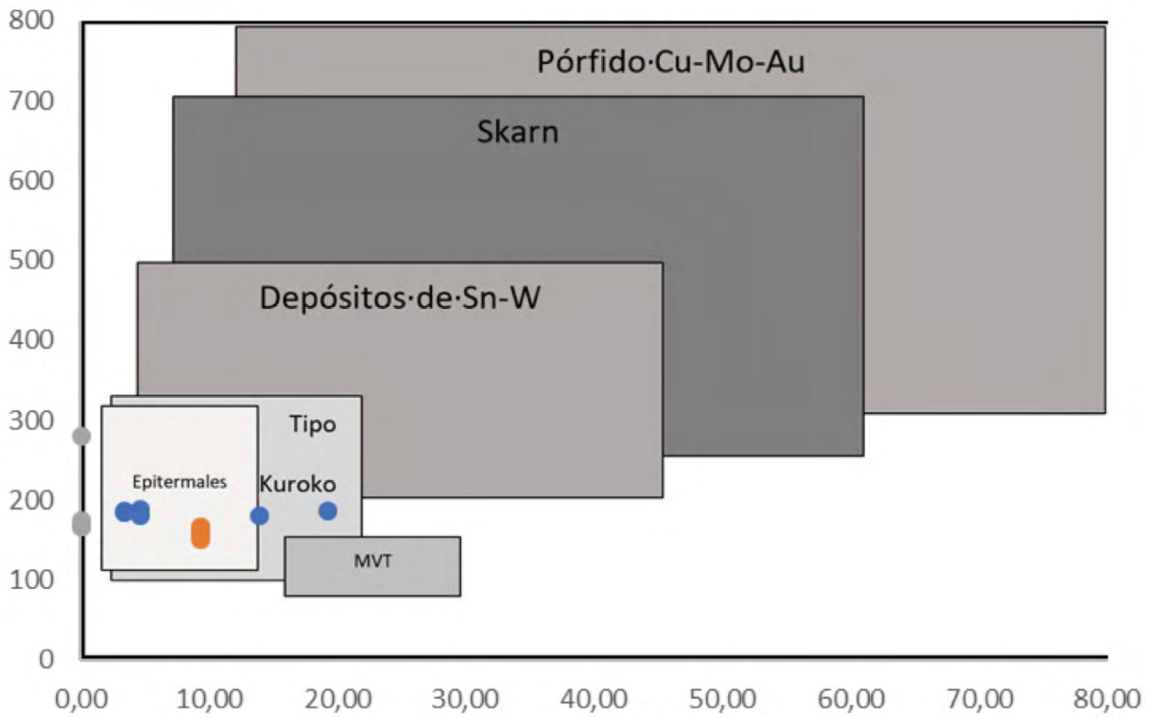 800
Pórfido·Cu-Mo-Au
700
Skarn
600
500
Depósitos·de·Sn-W
400
300
Tipo
Epitermales
Kuroko
200
MVT
100
0
0,00 10,00 20,00 30,00 40,00 50,00 60,00 70,00 80,00